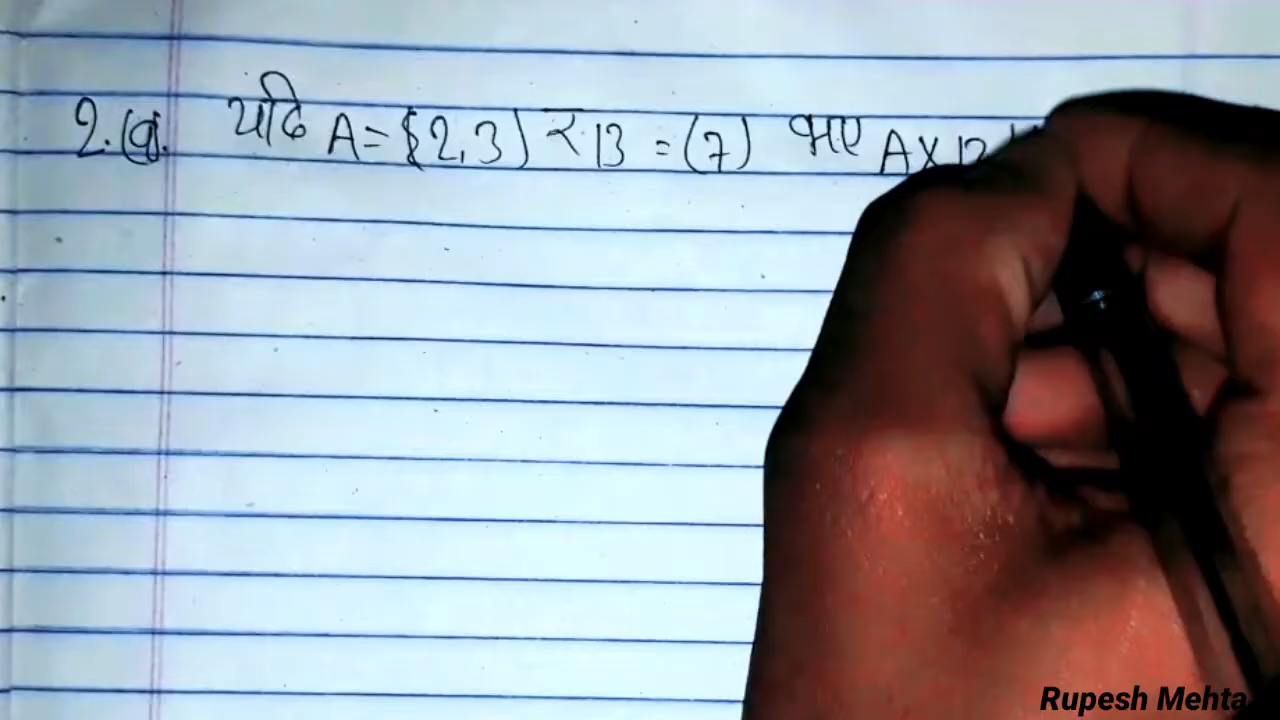 2.(a). यदि A = {2,3) र B = (7) भए A X B
Rupesh Mehta